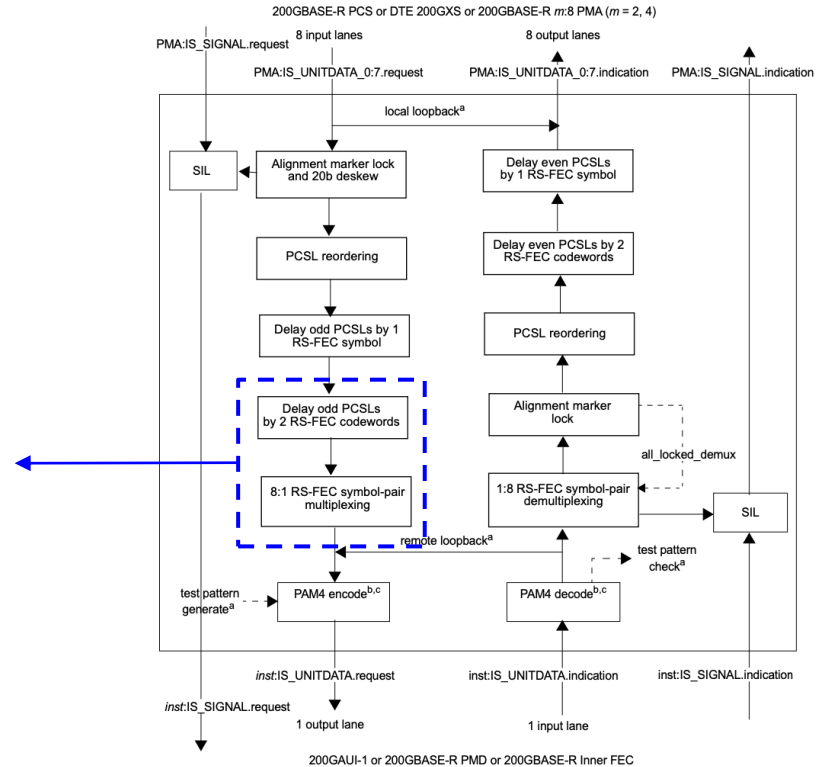 200GBASE-R PCS or DTE 200GXS or 200GBASE-R m:8 PMA (m = 2, 4)
PMA:IS_SIGNAL.request
8 input lanes
8 output lanes
PMA:IS_UNITDATA_0:7.request
PMA:IS_UNITDATA_0:7.indication
PMA:IS_SIGNAL.indication
local loopbackª
SIL
Alignment marker lock
and 20b deskew
Delay even PCSLs
by 1 RS-FEC symbol
PCSL reordering
Delay even PCSLs by 2
RS-FEC codewords
Delay odd PCSLs by 1
RS-FEC symbol
PCSL reordering
Delay odd PCSLs
by 2 RS-FEC codewords
Alignment marker
lock
all_locked_demux
8:1 RS-FEC symbol-pair
multiplexing
1:8 RS-FEC symbol-pair
demultiplexing
SIL
remote loopbackª
test pattern
checkª
test pattern
generateª
PAM4 encodeᵇ,ᶜ
PAM4 decodeᵇ,ᶜ
inst:IS_UNITDATA.request
inst:IS_UNITDATA.indication
inst:IS_SIGNAL.indication
inst:IS_SIGNAL.request
1 output lane
1 input lane
200GAUI-1 or 200GBASE-R PMD or 200GBASE-R Inner FEC